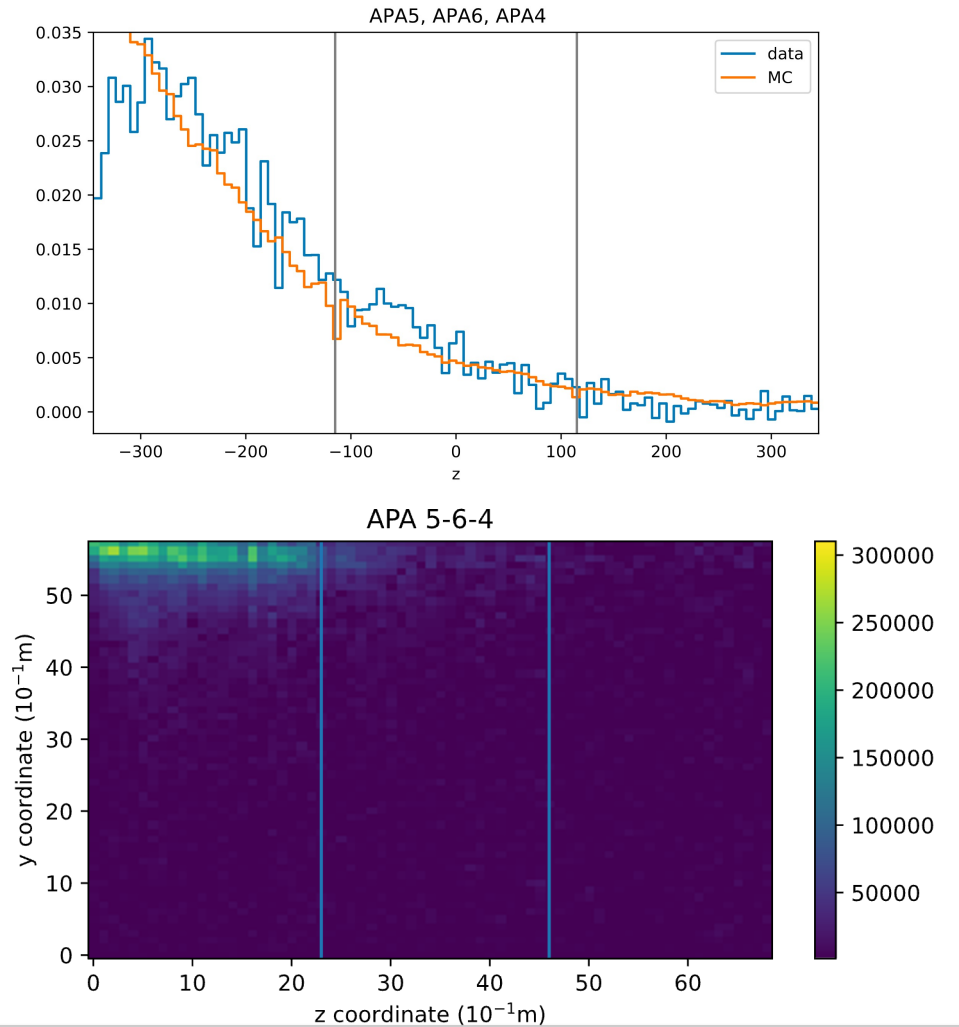 APA5, APA6, APA4
0.035
0.030
0.025
0.020
0.015
0.010
0.005
0.000
data
MC
−300 −200 −100 0 100 200 300
z
APA 5-6-4
50
40
30
20
10
0
y coordinate (10⁻¹m)
0 10 20 30 40 50 60
z coordinate (10⁻¹m)
300000
250000
200000
150000
100000
50000